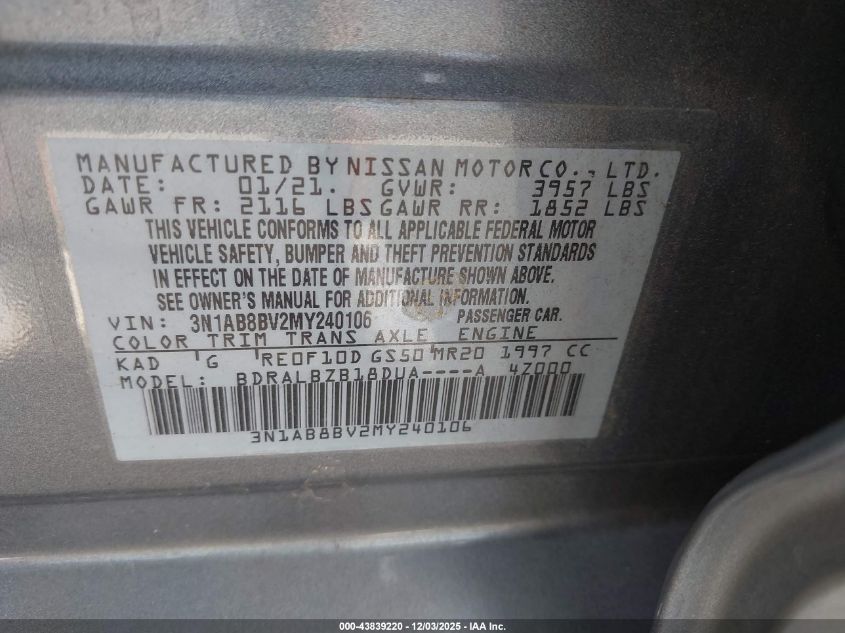 MANUFACTURED BY NISSAN MOTOR CO., LTD.
DATE: 01/21. GVWR: 3957 LBS
GAWR FR: 2116 LBS GAWR RR: 1852 LBS
THIS VEHICLE CONFORMS TO ALL APPLICABLE FEDERAL MOTOR
VEHICLE SAFETY, BUMPER AND THEFT PREVENTION STANDARDS
IN EFFECT ON THE DATE OF MANUFACTURE SHOWN ABOVE.
SEE OWNER'S MANUAL FOR ADDITIONAL INFORMATION.
VIN: 3N1AB8BV2MY240106 PASSENGER CAR.
COLOR TRIM TRANS AXLE ENGINE
KAD G RE0F10D GS50 MR20 1997 CC
MODEL: BDRALBZB18DUA----A 4Z000
3N1AB8BV2MY240106
000-43839220 - 12/03/2025 - IAA Inc.